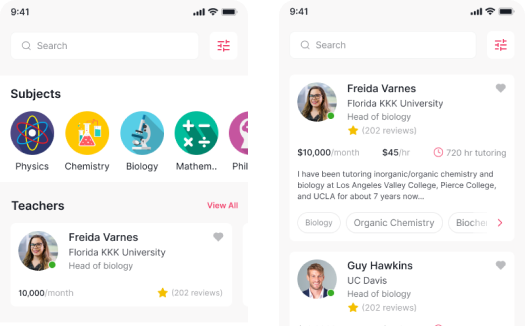 9:41
Search
Subjects
Physics
Chemistry
Biology
Mathem..
Phil
Teachers
View All
Freida Varnes
Florida KKK University
Head of biology
10,000/month
(202 reviews)
9:41
Search
Freida Varnes
Florida KKK University
Head of biology
(202 reviews)
$10,000/month
$45/hr
720 hr tutoring
I have been tutoring inorganic/organic chemistry and
biology at Los Angeles Valley College, Pierce College,
and UCLA for about 7 years now...
Biology
Organic Chemistry
Biocher
Guy Hawkins
UC Davis
Head of biology
(202 reviews)